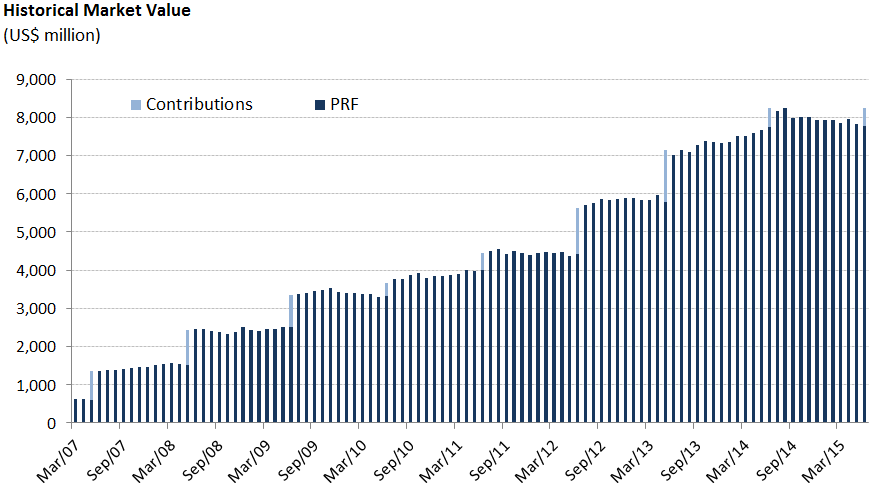 Historical Market Value
(US$ million)
9,000
8,000
7,000
6,000
5,000
4,000
3,000
2,000
1,000
0
Contributions PRF
Mar/07 Sep/07 Mar/08 Sep/08 Mar/09 Sep/09 Mar/10 Sep/10 Mar/11 Sep/11 Mar/12 Sep/12 Mar/13 Sep/13 Mar/14 Sep/14 Mar/15